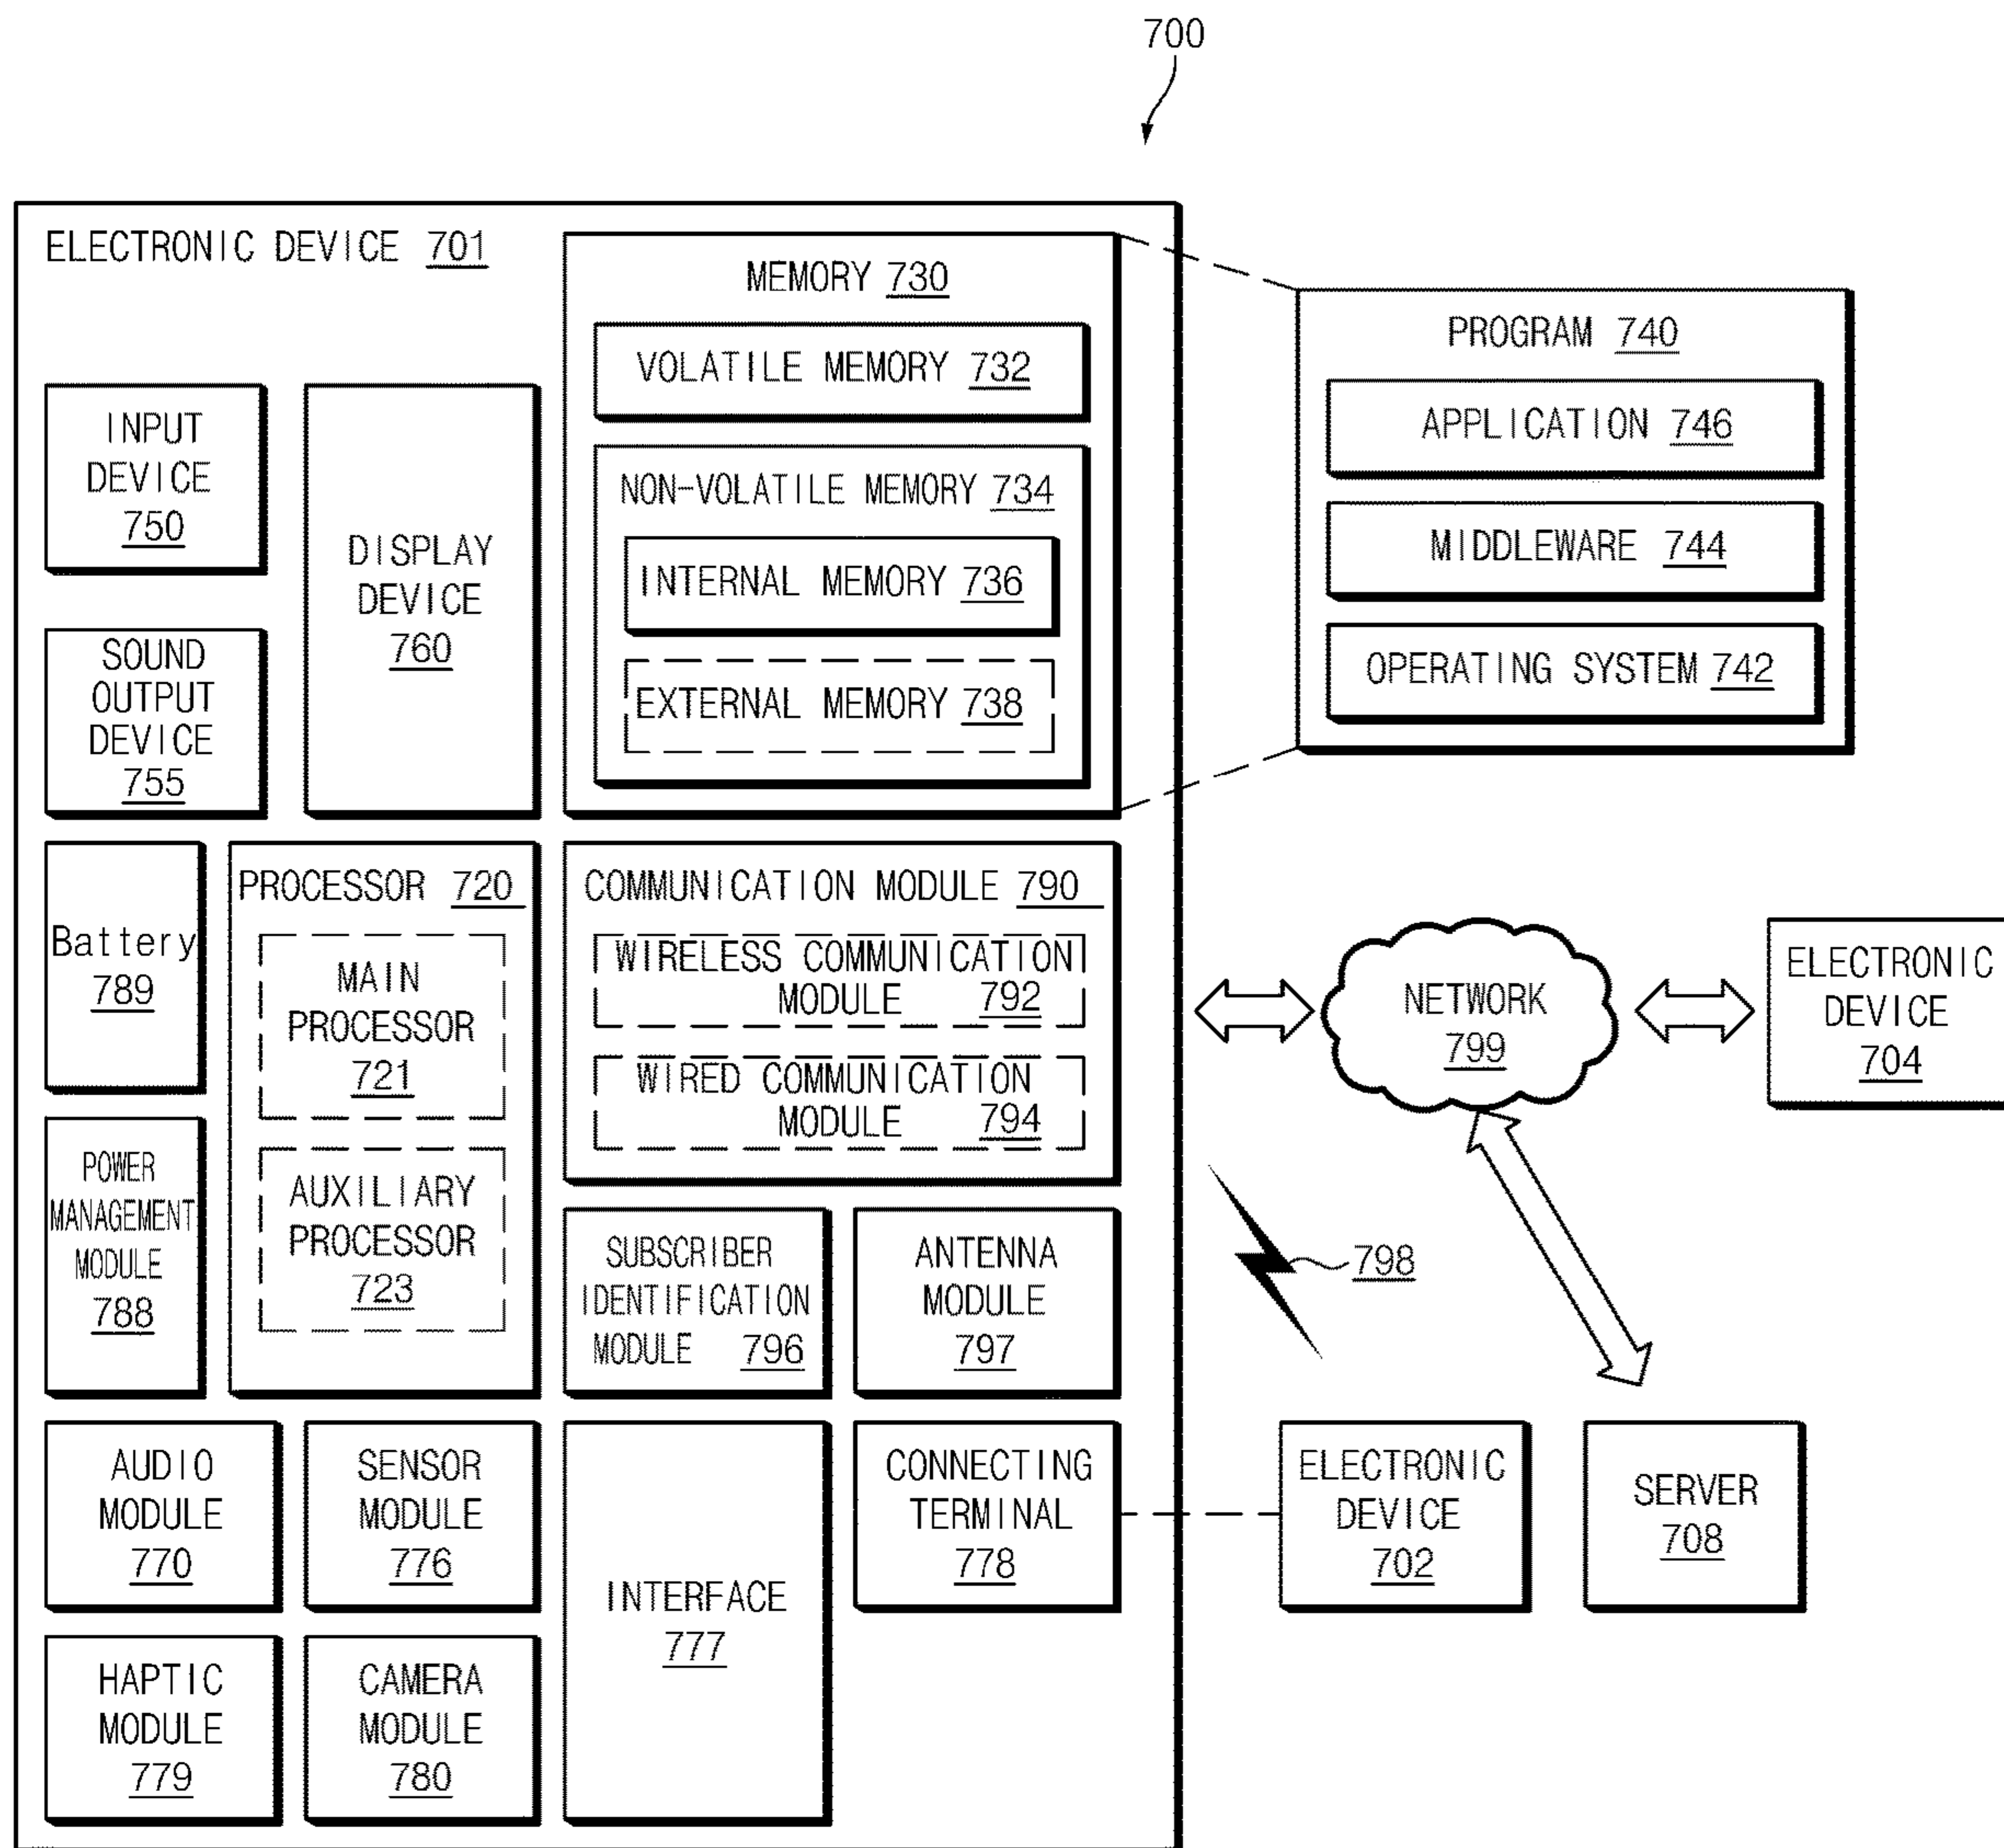 700
ELECTRONIC DEVICE 701
MEMORY 730
VOLATILE MEMORY 732
NON-VOLATILE MEMORY 734
INTERNAL MEMORY 736
EXTERNAL MEMORY 738
PROGRAM 740
APPLICATION 746
MIDDLEWARE 744
OPERATING SYSTEM 742
INPUT
DEVICE
750
SOUND
OUTPUT
DEVICE
755
DISPLAY
DEVICE
760
Battery
789
POWER
MANAGEMENT
MODULE
788
PROCESSOR 720
MAIN
PROCESSOR
721
AUXILIARY
PROCESSOR
723
COMMUNICATION MODULE 790
WIRELESS COMMUNICATION
MODULE 792
WIRED COMMUNICATION
MODULE 794
SUBSCRIBER
IDENTIFICATION
MODULE 796
ANTENNA
MODULE
797
NETWORK
799
ELECTRONIC
DEVICE
704
798
AUDIO
MODULE
770
SENSOR
MODULE
776
INTERFACE
777
CONNECTING
TERMINAL
778
ELECTRONIC
DEVICE
702
SERVER
708
HAPTIC
MODULE
779
CAMERA
MODULE
780